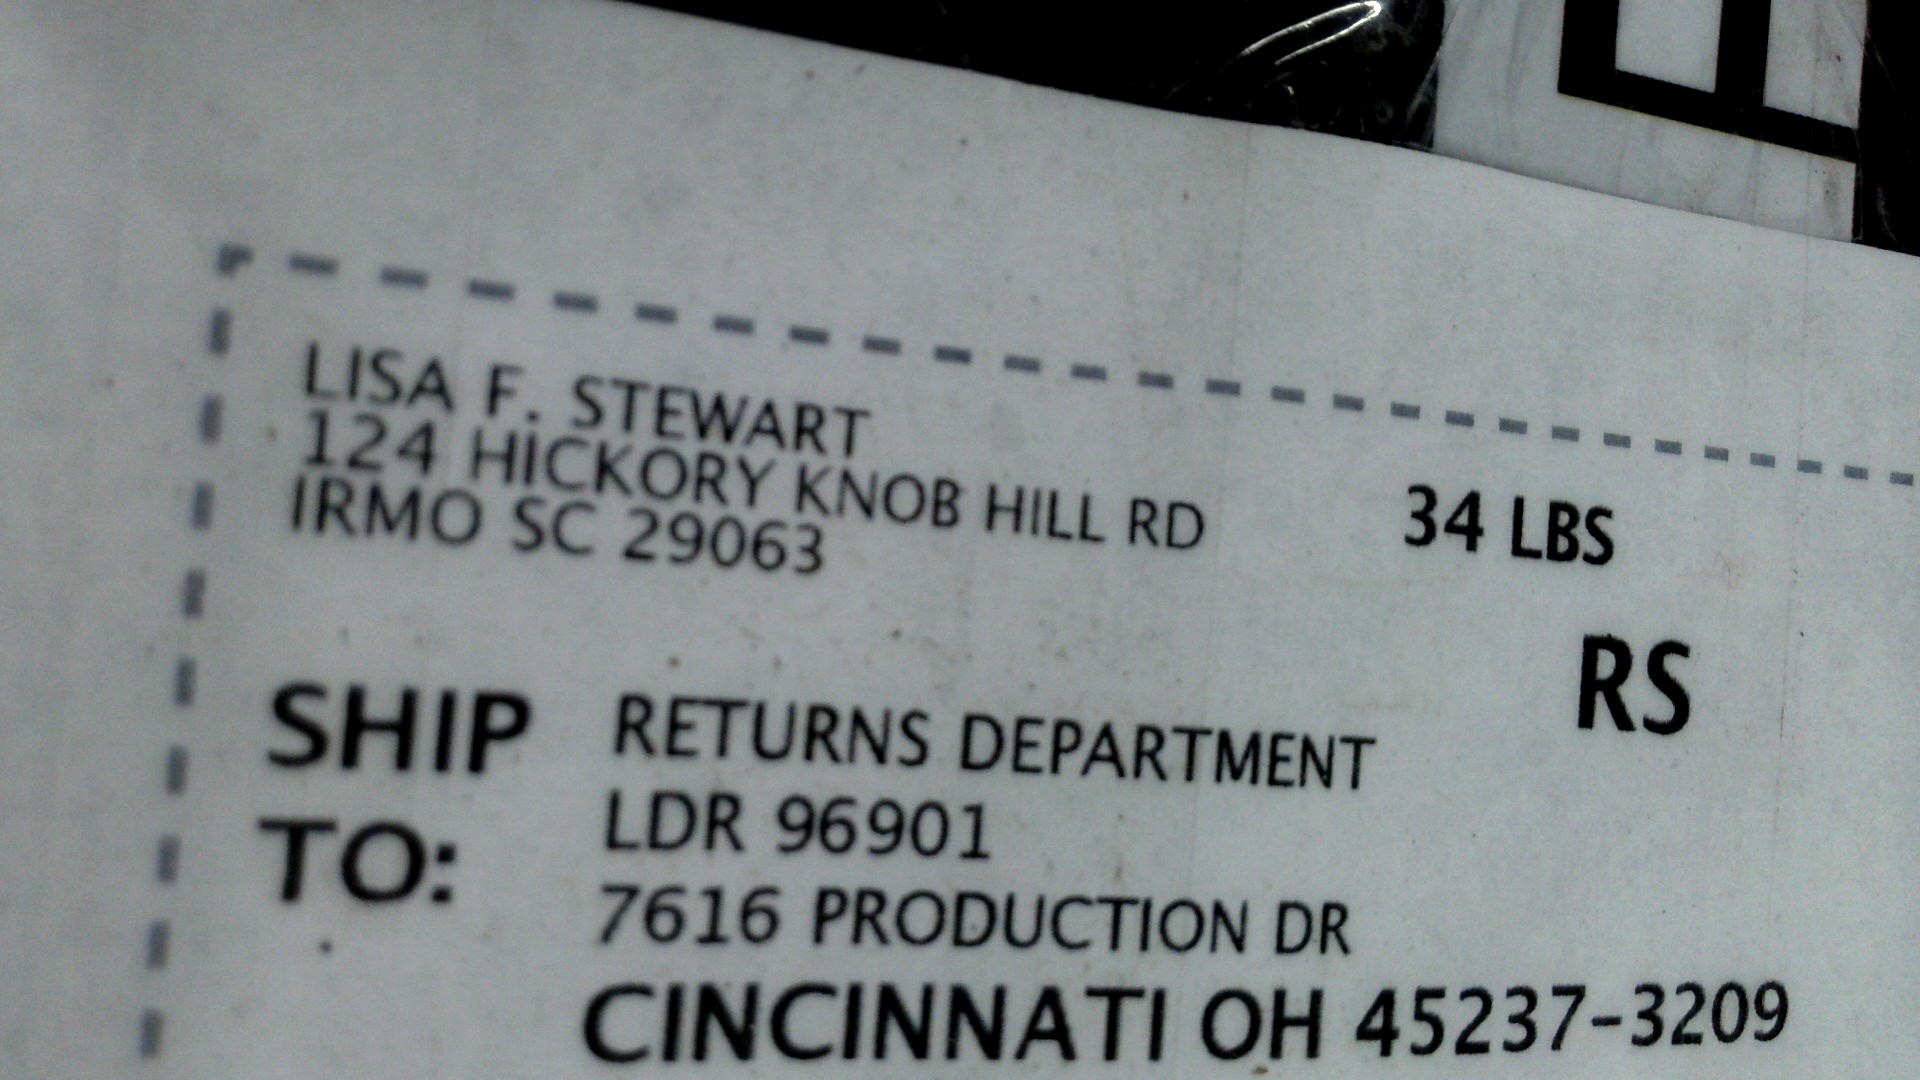 LISA F. STEWART
124 HICKORY KNOB HILL RD
IRMO SC 29063
34 LBS
RS
SHIP TO:
RETURNS DEPARTMENT
LDR 96901
7616 PRODUCTION DR
CINCINNATI OH 45237-3209